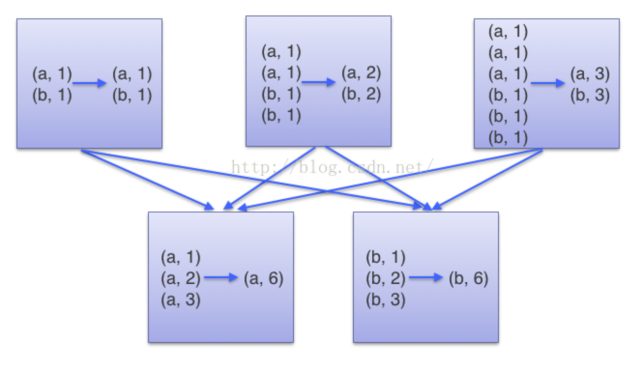 (a, 1) (a, 1)
(b, 1) (b, 1)
(a, 1)
(a, 1) (a, 2)
(b, 1) (b, 2)
(b, 1)
(a, 1)
(a, 1)
(a, 1) (a, 3)
(b, 1) (b, 3)
(b, 1)
(b, 1)
http://blog.csdn.net/
(a, 1)
(a, 2) (a, 6)
(a, 3)
(b, 1)
(b, 2) (b, 6)
(b, 3)